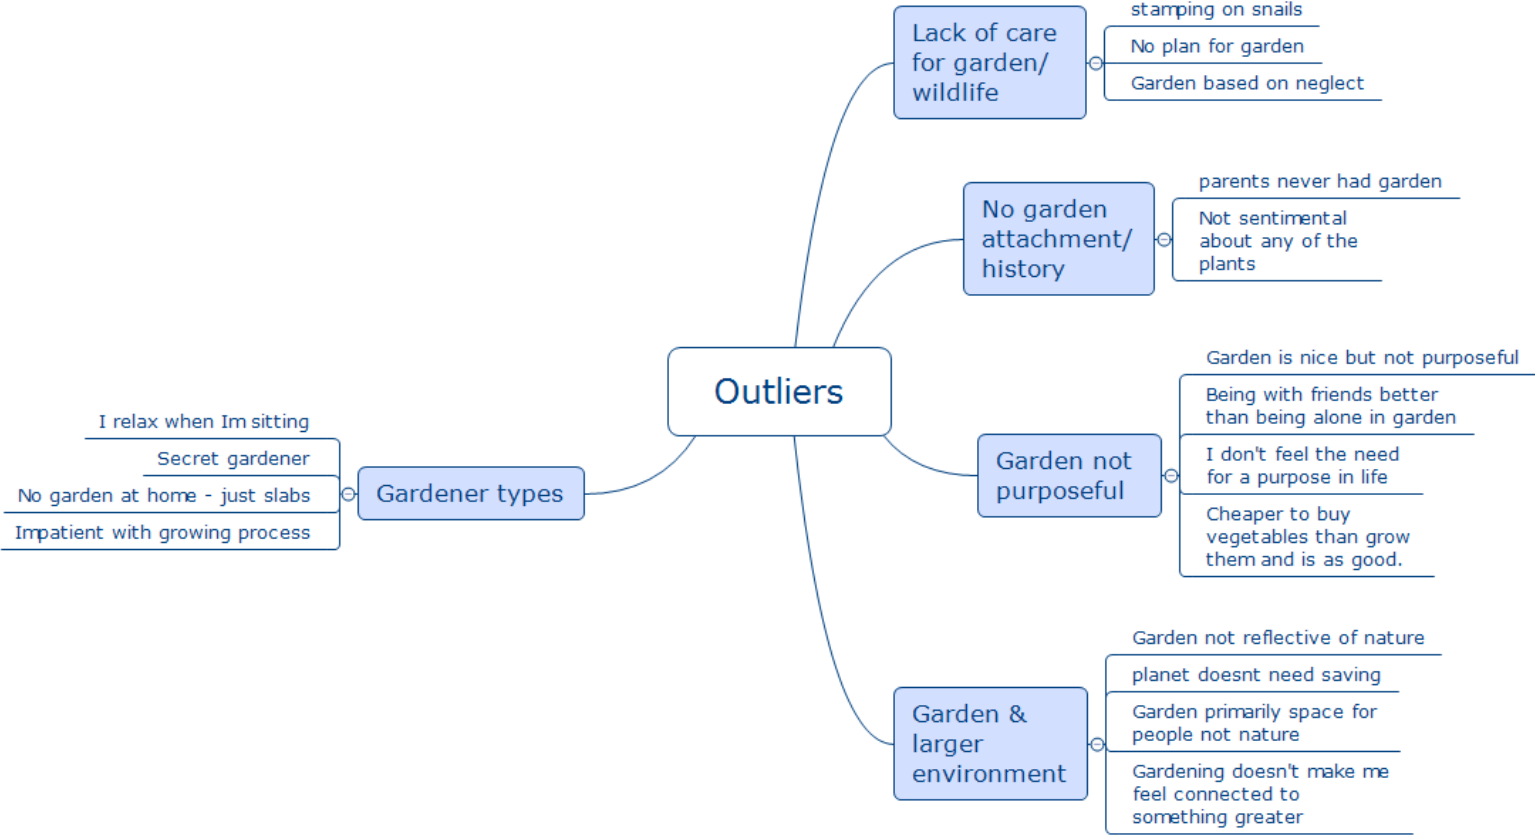 Outliers
Lack of care
for garden/
wildlife
stamping on snails
No plan for garden
Garden based on neglect
No garden
attachment/
history
parents never had garden
Not sentimental
about any of the
plants
Garden not
purposeful
Garden is nice but not purposeful
Being with friends better
than being alone in garden
I don't feel the need
for a purpose in life
Cheaper to buy
vegetables than grow
them and is as good.
Garden &
larger
environment
Garden not reflective of nature
planet doesnt need saving
Garden primarily space for
people not nature
Gardening doesn't make me
feel connected to
something greater
Gardener types
I relax when Im sitting
Secret gardener
No garden at home - just slabs
Impatient with growing process